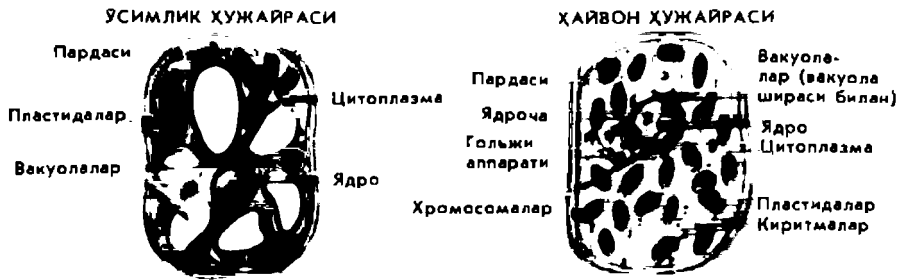 ЎСИМЛИК ҲУЖАЙРАСИ
Пардаси
Пластидалар
Вакуолалар
Цитоплазма
Ядро
ҲАЙВОН ҲУЖАЙРАСИ
Пардаси
Ядроча
Гольжи
аппарати
Хромосомалар
Вакуола-
лар (вакуола
шираси билан)
Ядро
Цитоплазма
Пластидалар
Киритмалар